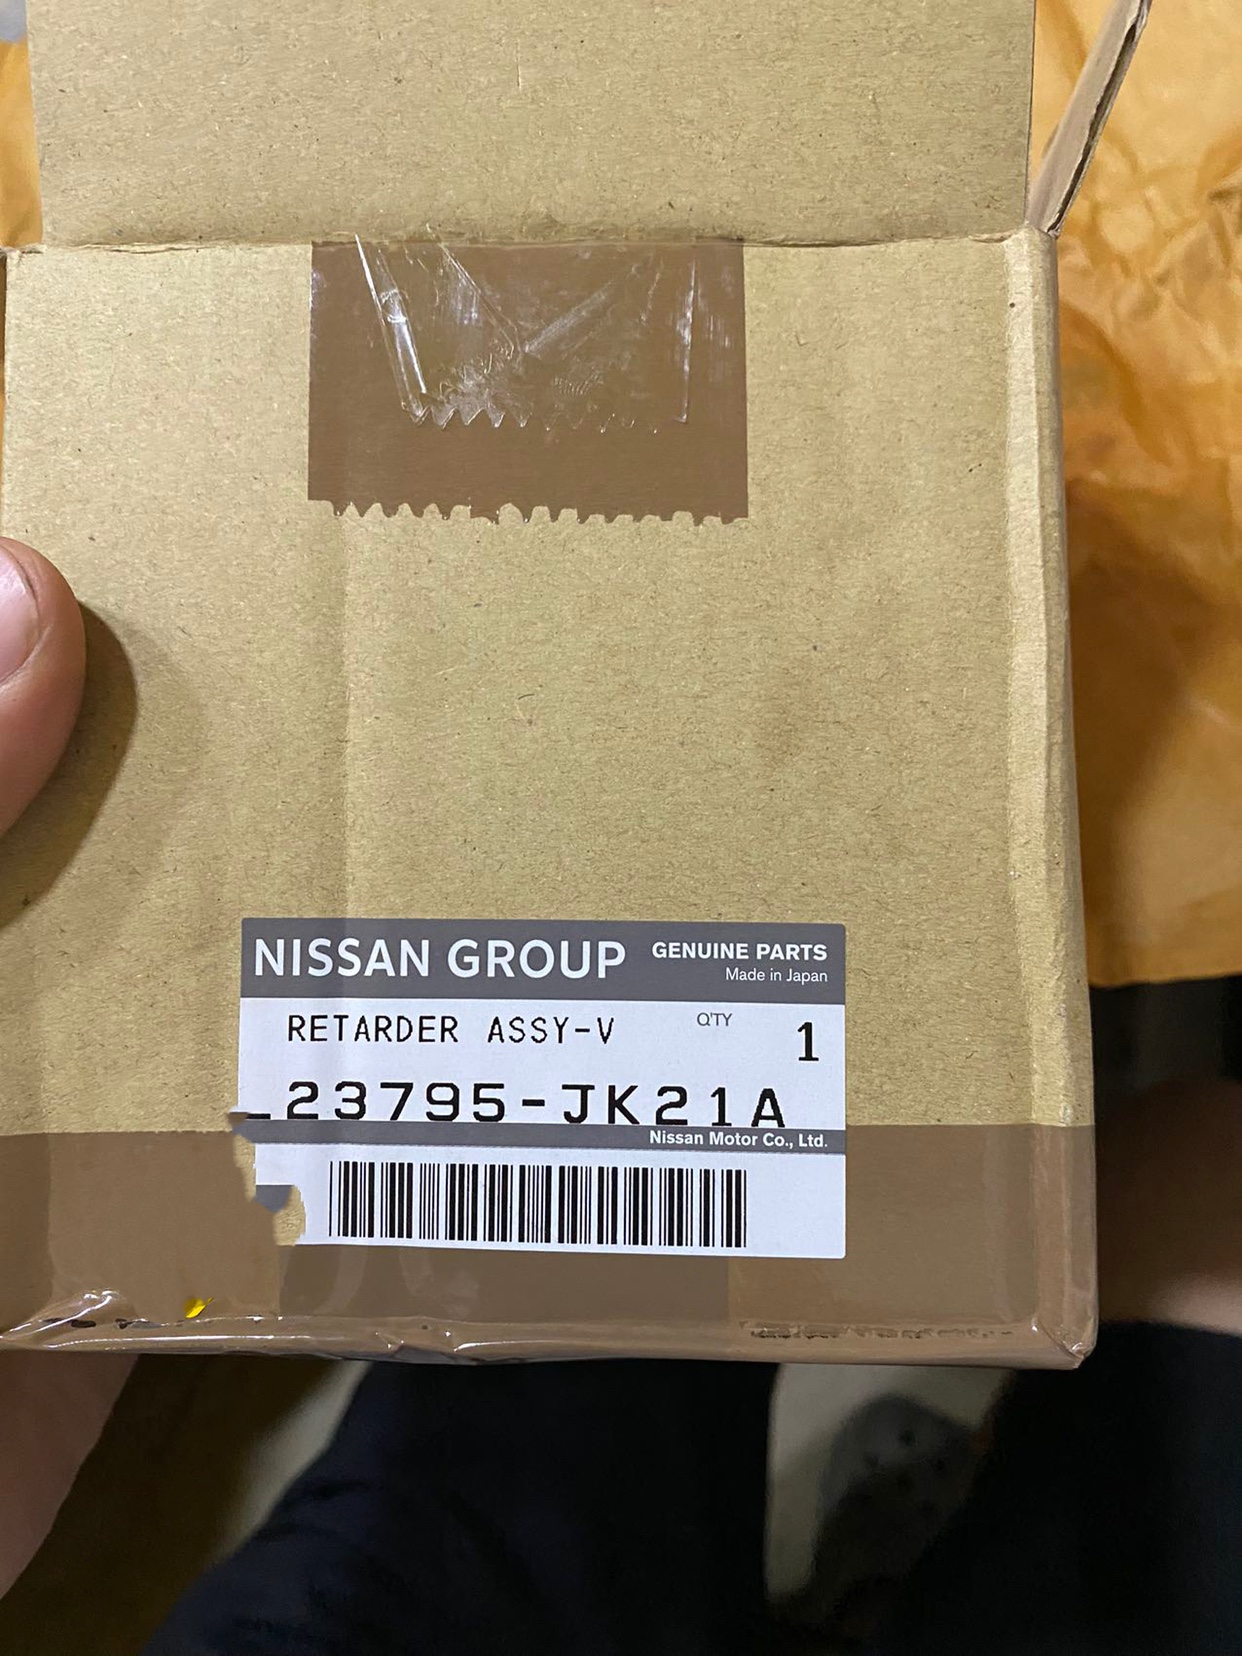 NISSAN GROUP GENUINE PARTS
Made in Japan
RETARDER ASSY-V Q'TY 1
23795-JK21A
Nissan Motor Co., Ltd.